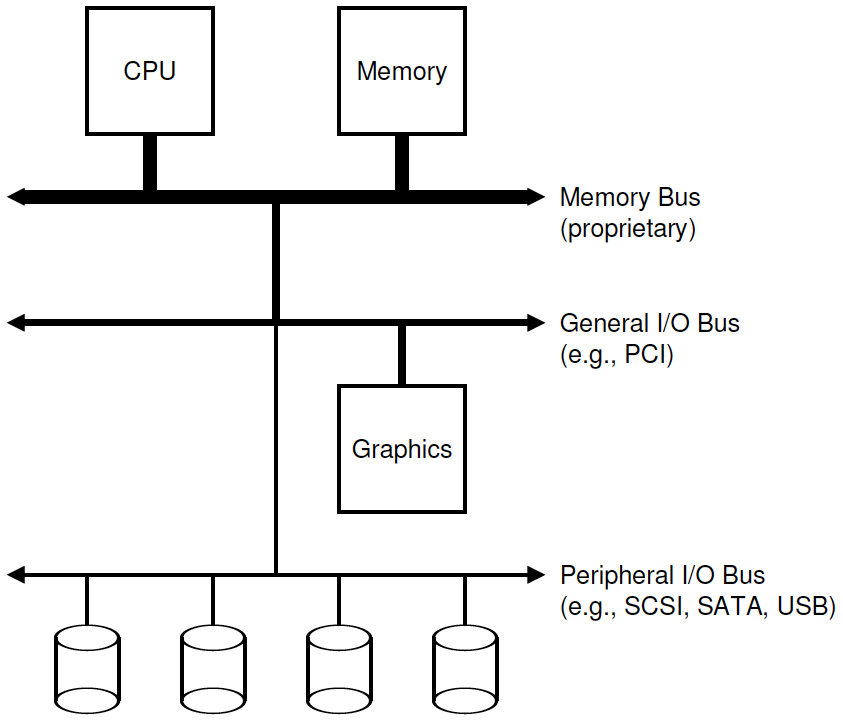 CPU
Memory
Memory Bus
(proprietary)
General I/O Bus
(e.g., PCI)
Graphics
Peripheral I/O Bus
(e.g., SCSI, SATA, USB)